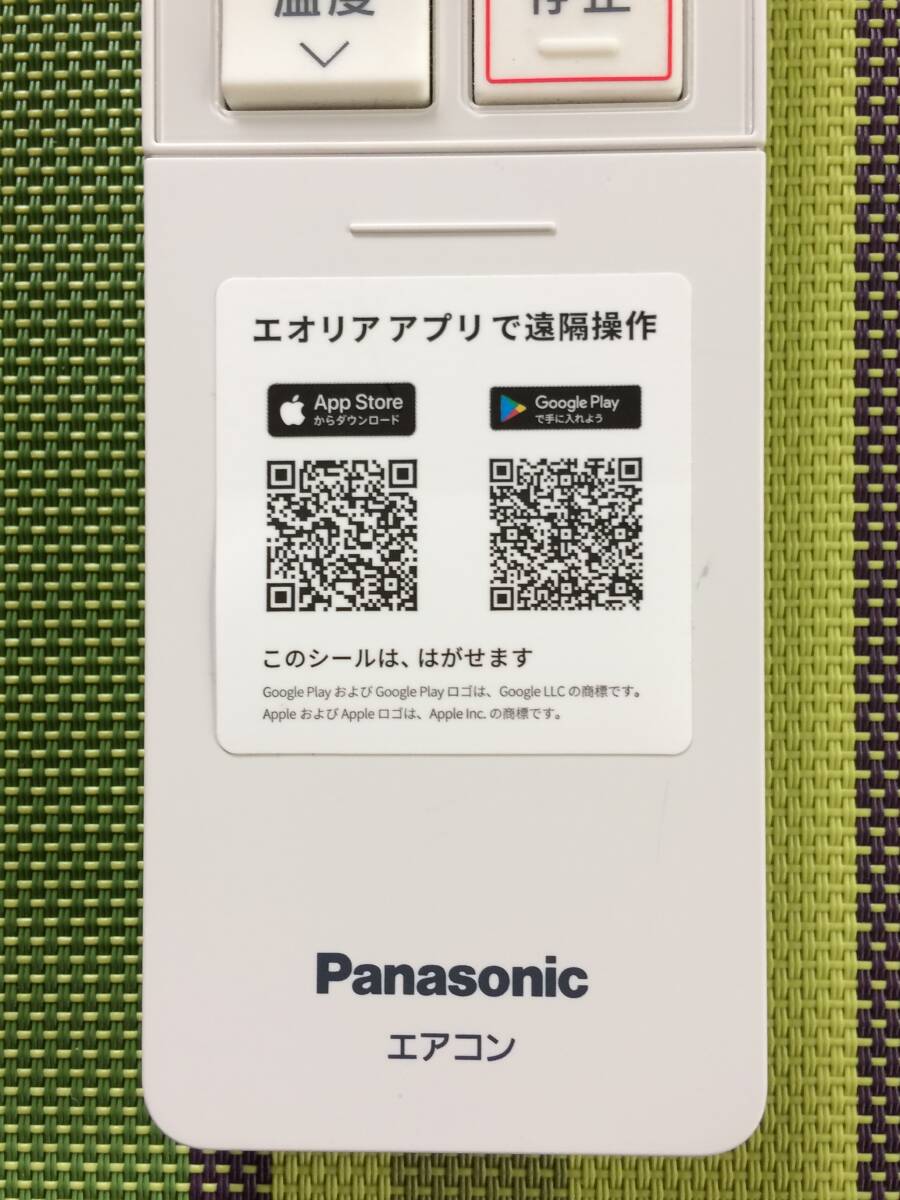 温度
停止
エオリア アプリで遠隔操作
App Store
からダウンロード
Google Play
で手に入れよう
このシールは、はがせます
Google Play および Google Play ロゴは、Google LLC の商標です。
Apple および Apple ロゴは、Apple Inc. の商標です。
Panasonic
エアコン